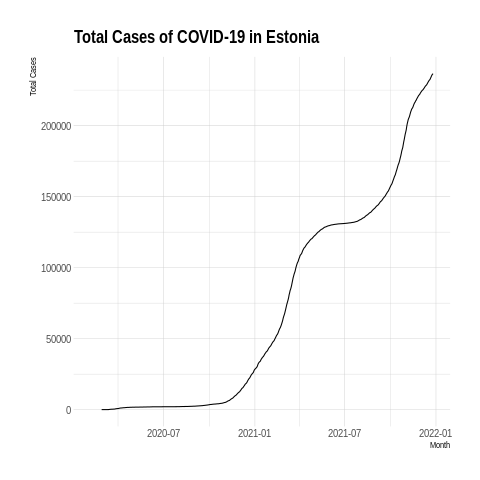 Total Cases of COVID-19 in Estonia
Total Cases
200000
150000
100000
50000
0
2020-07 2021-01 2021-07 2022-01
Month